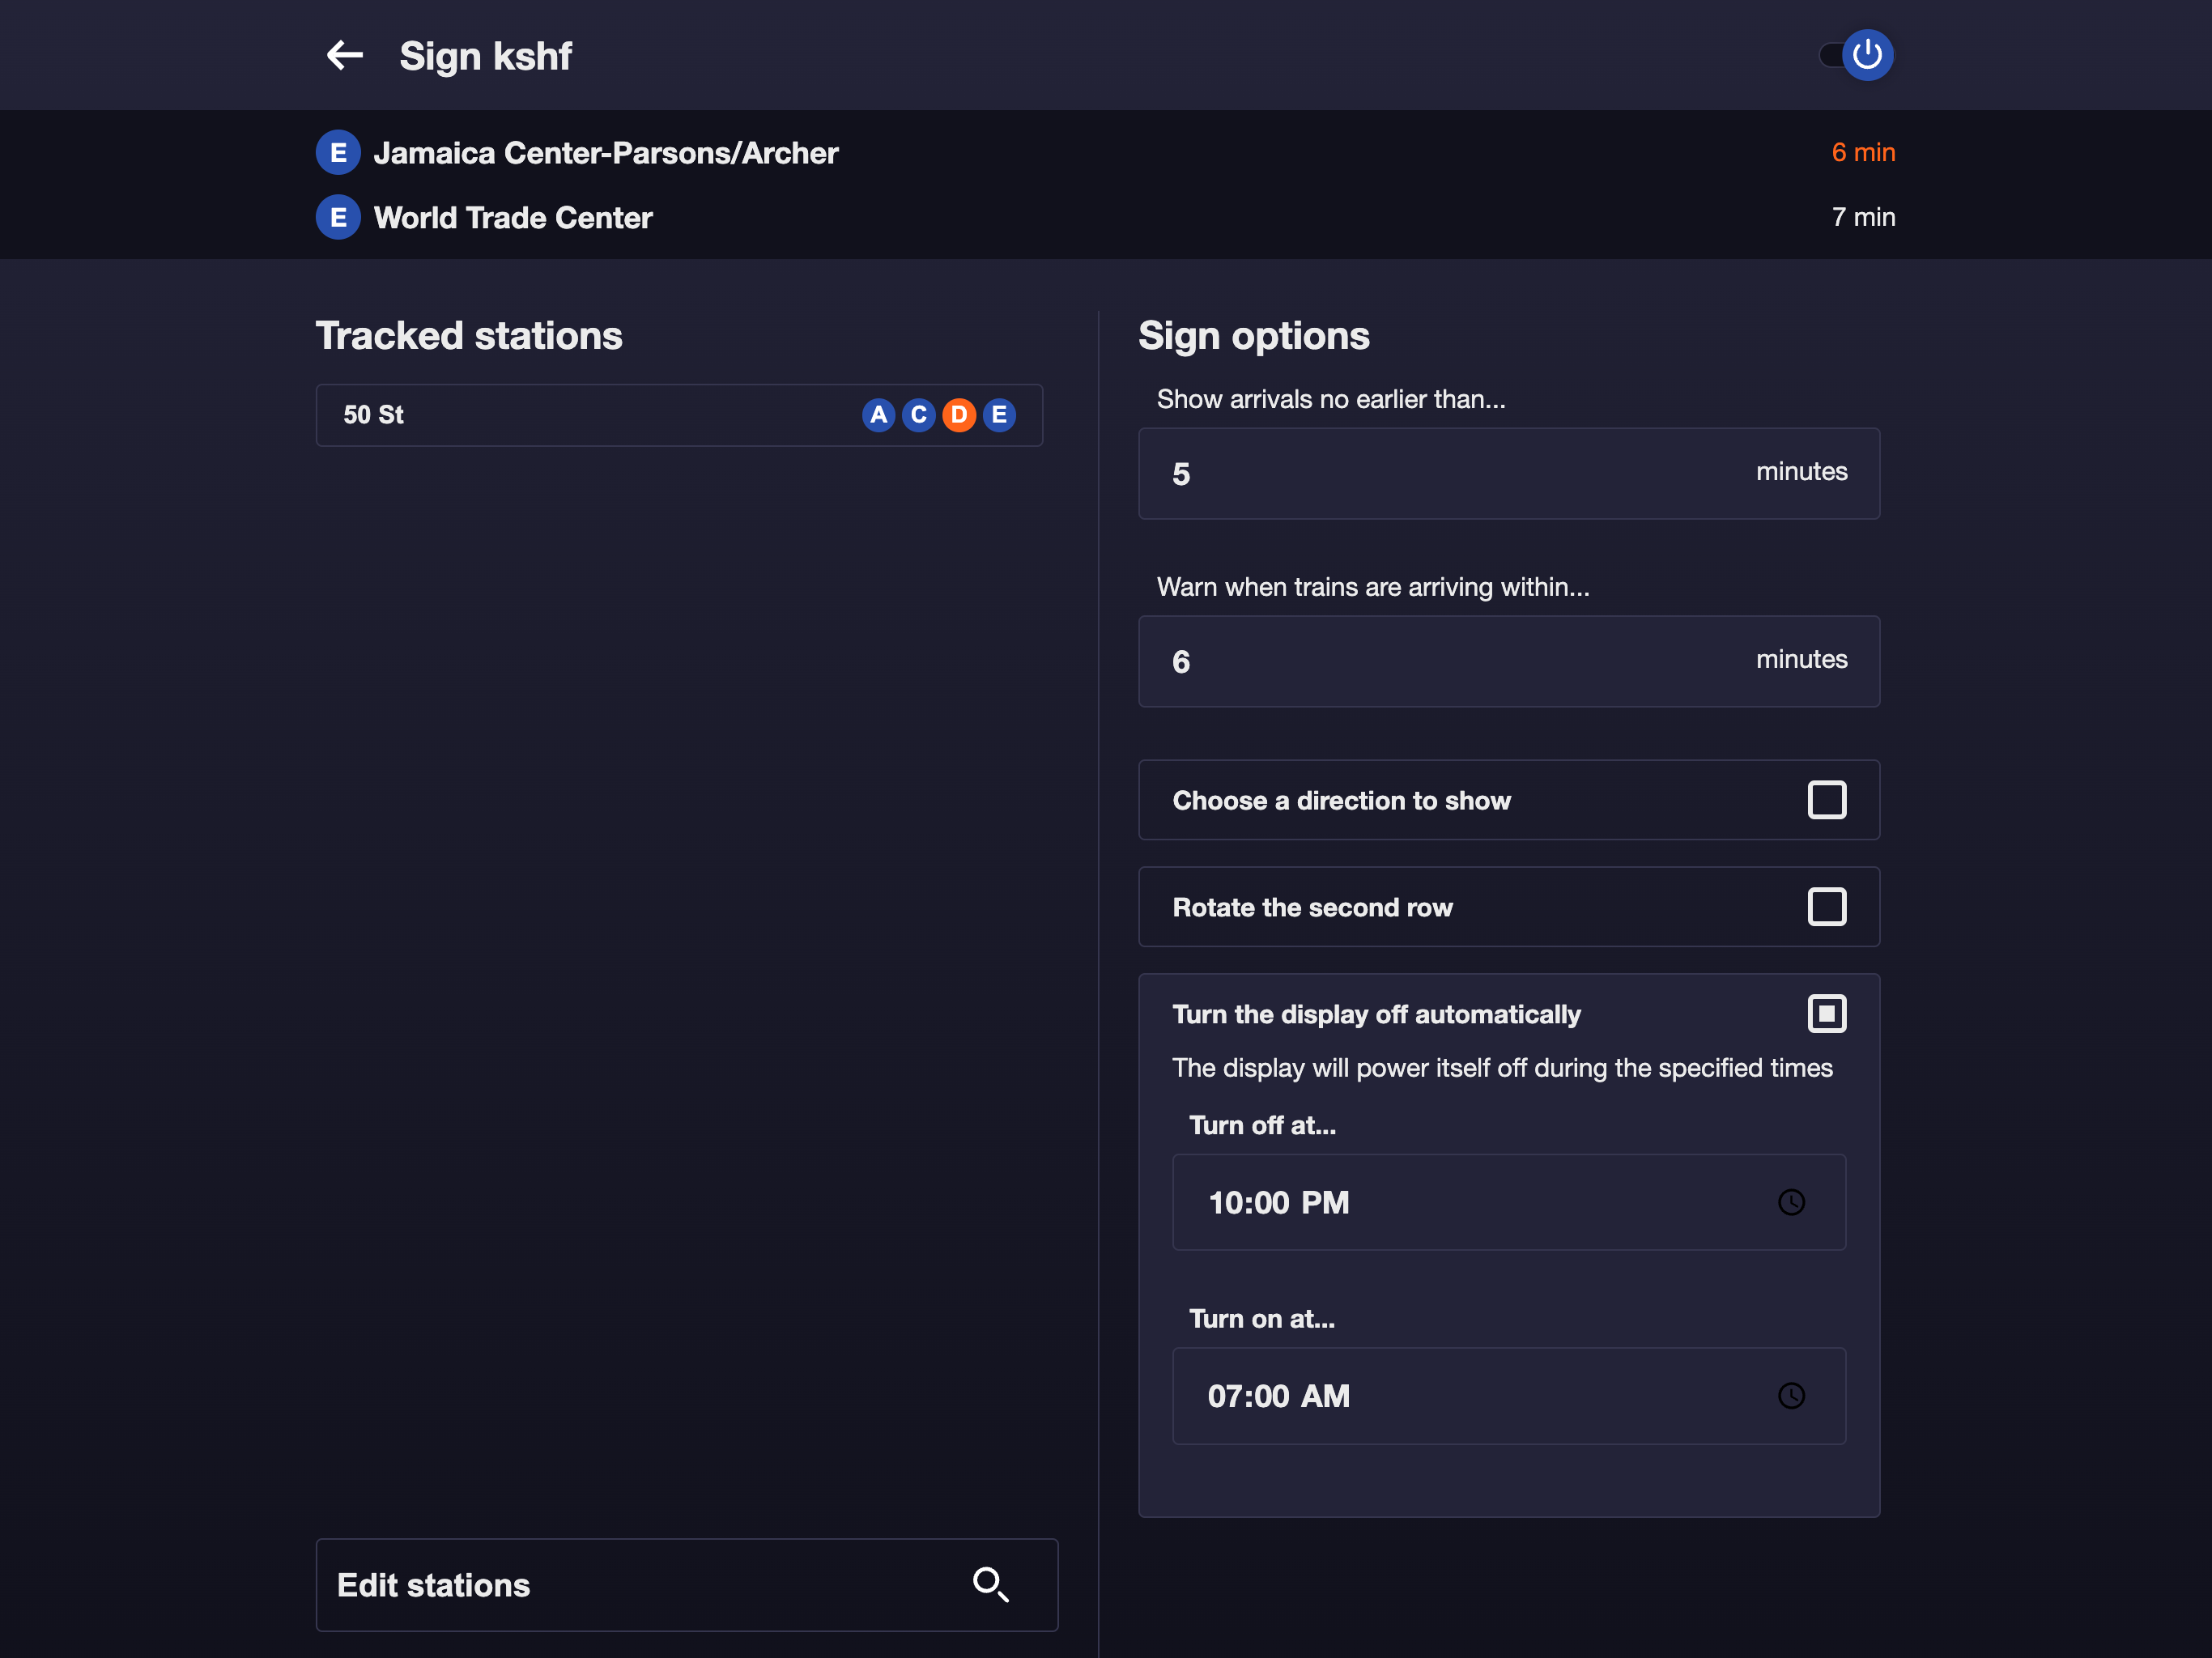 Sign kshf
E Jamaica Center-Parsons/Archer 6 min
E World Trade Center 7 min
Tracked stations
50 St A C D E
Edit stations
Sign options
Show arrivals no earlier than...
5 minutes
Warn when trains are arriving within...
6 minutes
Choose a direction to show
Rotate the second row
Turn the display off automatically
The display will power itself off during the specified times
Turn off at...
10:00 PM
Turn on at...
07:00 AM